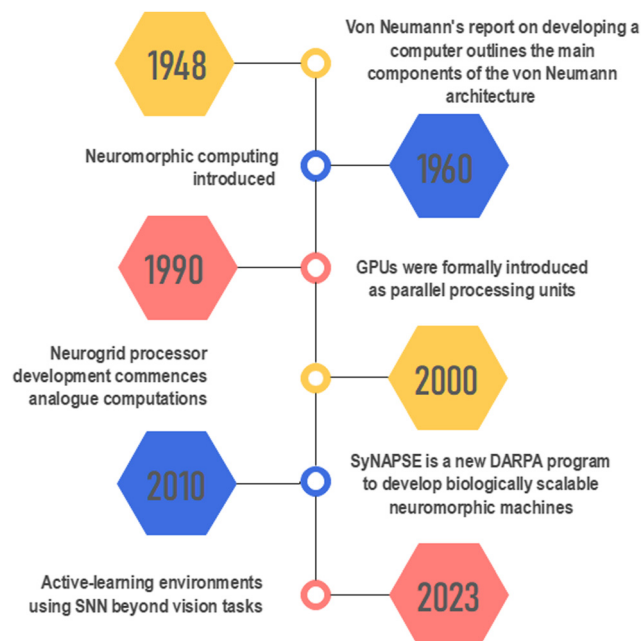 1948
Von Neumann's report on developing a
computer outlines the main
components of the von Neumann
architecture
Neuromorphic computing
introduced
1960
1990
GPUs were formally introduced
as parallel processing units
Neurogrid processor
development commences
analogue computations
2000
2010
SyNAPSE is a new DARPA program
to develop biologically scalable
neuromorphic machines
Active-learning environments
using SNN beyond vision tasks
2023